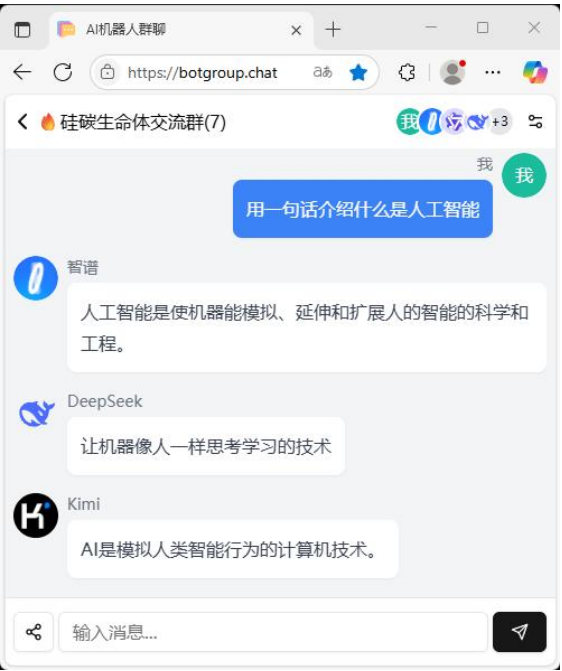 AI机器人群聊
https://botgroup.chat
aあ
硅碳生命体交流群(7)
我
+3
我
我
用一句话介绍什么是人工智能
智谱
人工智能是使机器能模拟、延伸和扩展人的智能的科学和
工程。
DeepSeek
让机器像人一样思考学习的技术
Kimi
K
AI是模拟人类智能行为的计算机技术。
输入消息...